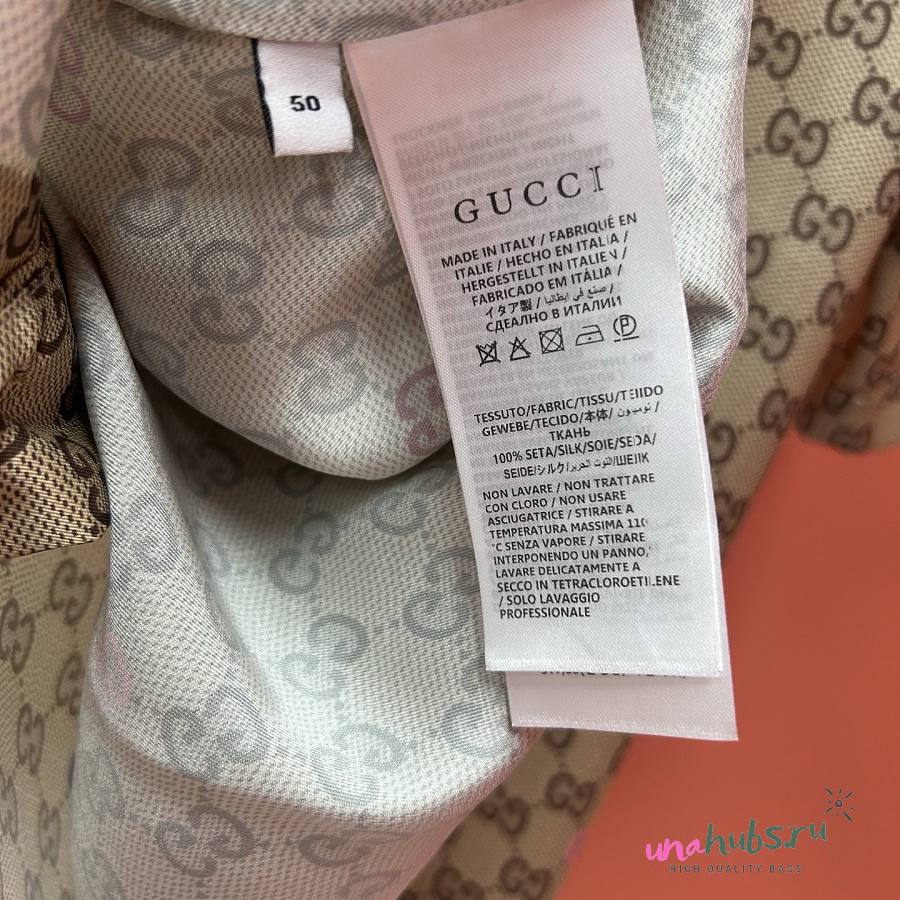 50
GUCCI
MADE IN ITALY / FABRIQUÉ EN
ITALIE / HECHO EN ITALIA /
HERGESTELLT IN ITALIEN /
FABRICADO EM ITÁLIA /
イタア製 / صنع في ايطاليا /
СДЕАЛНО В ИТАЛИИ
P
TESSUTO/FABRIC/TISSU/TEJIDO
GEWEBE/TECIDO/本体/ /
ТКАНЬ
100% SETA/SILK/SOIE/SEDA/
SEIDE/シルク/التوت الحرير/ШЕЛК
NON LAVARE / NON TRATTARE
CON CLORO / NON USARE
ASCIUGATRICE / STIRARE A
TEMPERATURA MASSIMA 110
°C SENZA VAPORE / STIRARE
INTERPONENDO UN PANNO,
LAVARE DELICATAMENTE A
SECCO IN TETRACLOROETILENE
/ SOLO LAVAGGIO
PROFESSIONALE
unahubs.ru
HIGH QUALITY BAGS